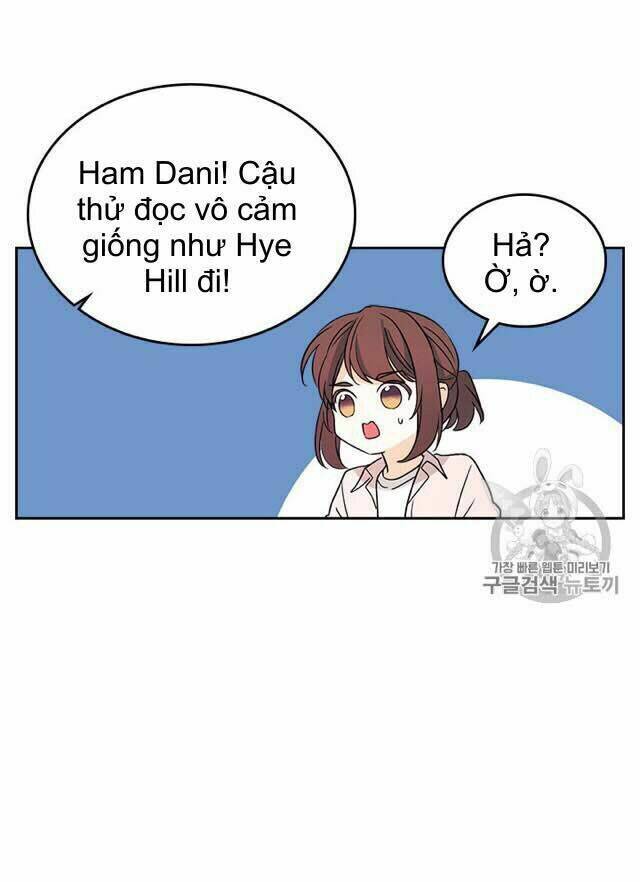 Ham Dani! Cậu
thử đọc vô cảm
giống như Hye
Hill đi!
Hả?
Ờ, ờ.
가장 빠른 웹툰 미리보기
구글검색 뉴토끼